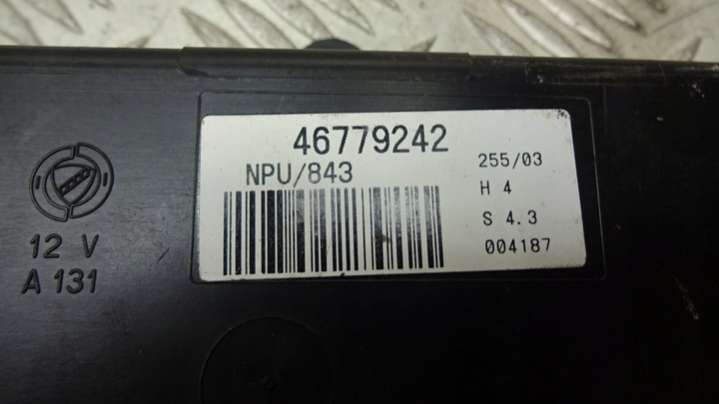 46779242
NPU/843
255/03
H 4
S 4.3
004187
12 V
A 131